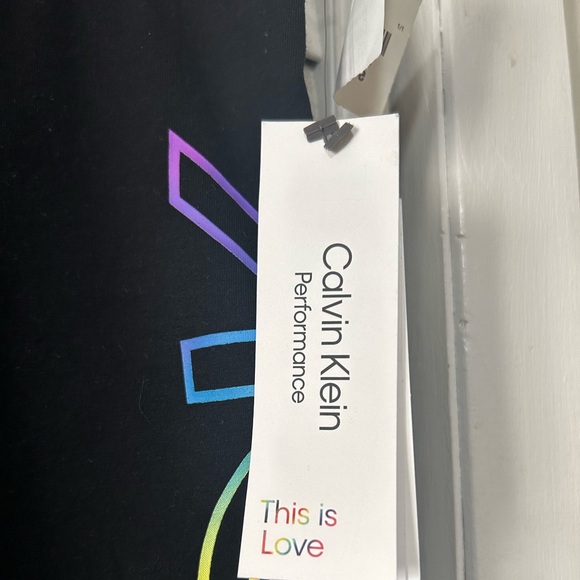 Calvin Klein
Performance
This is
Love